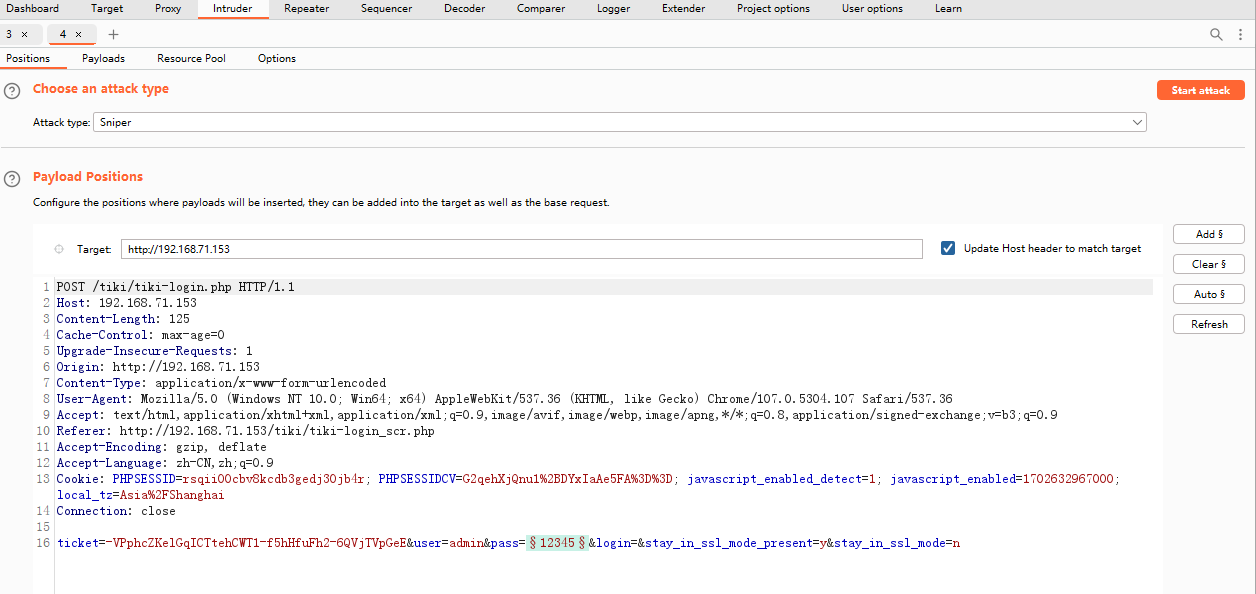 Dashboard Target Proxy Intruder Repeater Sequencer Decoder Comparer Logger Extender Project options User options Learn
3 × 4 × +
Positions Payloads Resource Pool Options
? Choose an attack type Start attack
Attack type: Sniper
? Payload Positions
Configure the positions where payloads will be inserted, they can be added into the target as well as the base request.
Target: http://192.168.71.153 Update Host header to match target
Add §
Clear §
Auto §
Refresh
1 POST /tiki/tiki-login.php HTTP/1.1
2 Host: 192.168.71.153
3 Content-Length: 125
4 Cache-Control: max-age=0
5 Upgrade-Insecure-Requests: 1
6 Origin: http://192.168.71.153
7 Content-Type: application/x-www-form-urlencoded
8 User-Agent: Mozilla/5.0 (Windows NT 10.0; Win64; x64) AppleWebKit/537.36 (KHTML, like Gecko) Chrome/107.0.5304.107 Safari/537.36
9 Accept: text/html,application/xhtml+xml,application/xml;q=0.9,image/avif,image/webp,image/apng,*/*;q=0.8,application/signed-exchange;v=b3;q=0.9
10 Referer: http://192.168.71.153/tiki/tiki-login_scr.php
11 Accept-Encoding: gzip, deflate
12 Accept-Language: zh-CN,zh;q=0.9
13 Cookie: PHPSESSID=rsqii00cbv8kcdb3gedj30jb4r; PHPSESSIDCV=G2qehXjQnu1%2BDYxIaAe5FA%3D%3D; javascript_enabled_detect=1; javascript_enabled=1702632967000;
local_tz=Asia%2FShanghai
14 Connection: close
15
16 ticket=-VPphcZKelGqICTtehCWT1-f5hHfuFh2-6QVjTVpGeE&user=admin&pass=§12345§&login=&stay_in_ssl_mode_present=y&stay_in_ssl_mode=n